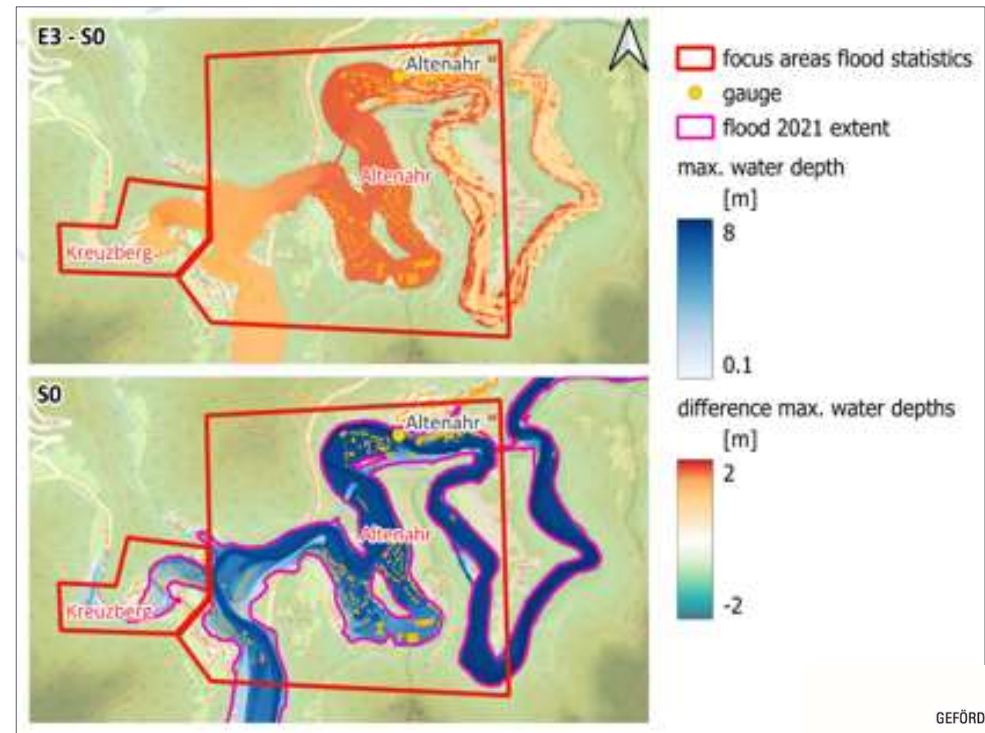 E3 - S0
Altenahr
Altenahr
Kreuzberg
S0
Altenahr
Altenahr
Kreuzberg
focus areas flood statistics
gauge
flood 2021 extent
max. water depth
[m]
8
0.1
difference max. water depths
[m]
2
-2
GEFÖRD